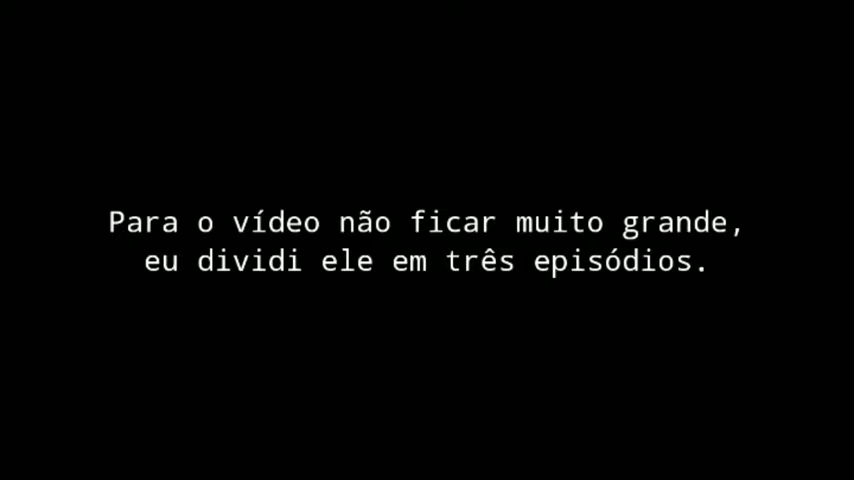 Para o vídeo não ficar muito grande,
eu dividi ele em três episódios.